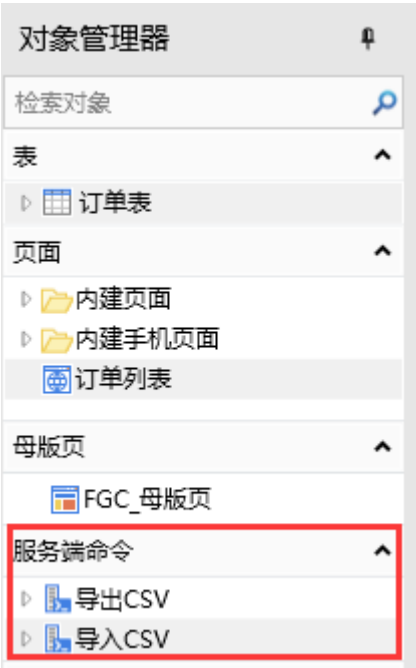 对象管理器
检索对象
表
订单表
页面
内建页面
内建手机页面
订单列表
母版页
FGC_母版页
服务端命令
导出CSV
导入CSV